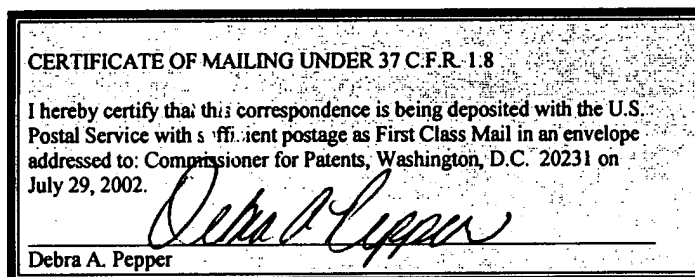 CERTIFICATE OF MAILING UNDER 37 C.F.R. 1.8
I hereby certify that this correspondence is being deposited with the U.S.
Postal Service with sufficient postage as First Class Mail in an envelope
addressed to: Commissioner for Patents, Washington, D.C. 20231 on
July 29, 2002.
Debra A Pepper
Debra A. Pepper